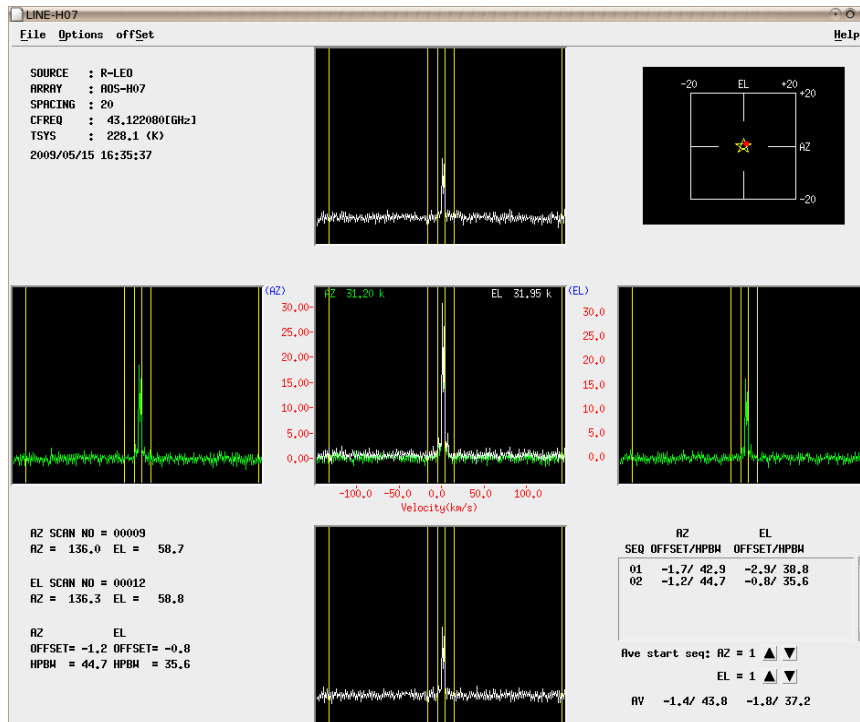 LINE-H07
File Options offSet Help
SOURCE : R-LEO
ARRAY : AOS-H07
SPACING : 20
CFREQ : 43.122080[GHz]
TSYS : 228.1 (K)
2009/05/15 16:35:37
-20 EL +20
+20
AZ
-20
(AZ) AZ 31.20 k EL 31.95 k (EL)
30.00
25.00
20.00
15.00
10.00
5.00
0.00
30.0
25.0
20.0
15.0
10.0
5.0
0.0
-100.0 -50.0 0.0 50.0 100.0
Velocity(km/s)
AZ SCAN NO = 00009
AZ = 136.0 EL = 58.7
EL SCAN NO = 00012
AZ = 136.3 EL = 58.8
AZ EL
OFFSET= -1.2 OFFSET= -0.8
HPBW = 44.7 HPBW = 35.6
AZ EL
SEQ OFFSET/HPBW OFFSET/HPBW
01 -1.7/ 42.9 -2.9/ 38.8
02 -1.2/ 44.7 -0.8/ 35.6
Ave start seq: AZ = 1
EL = 1
AV -1.4/ 43.8 -1.8/ 37.2